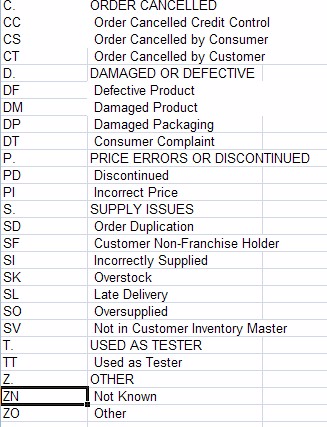 C. ORDER CANCELLED
CC Order Cancelled Credit Control
CS Order Cancelled by Consumer
CT Order Cancelled by Customer
D. DAMAGED OR DEFECTIVE
DF Defective Product
DM Damaged Product
DP Damaged Packaging
DT Consumer Complaint
P. PRICE ERRORS OR DISCONTINUED
PD Discontinued
PI Incorrect Price
S. SUPPLY ISSUES
SD Order Duplication
SF Customer Non-Franchise Holder
SI Incorrectly Supplied
SK Overstock
SL Late Delivery
SO Oversupplied
SV Not in Customer Inventory Master
T. USED AS TESTER
TT Used as Tester
Z. OTHER
ZN Not Known
ZO Other